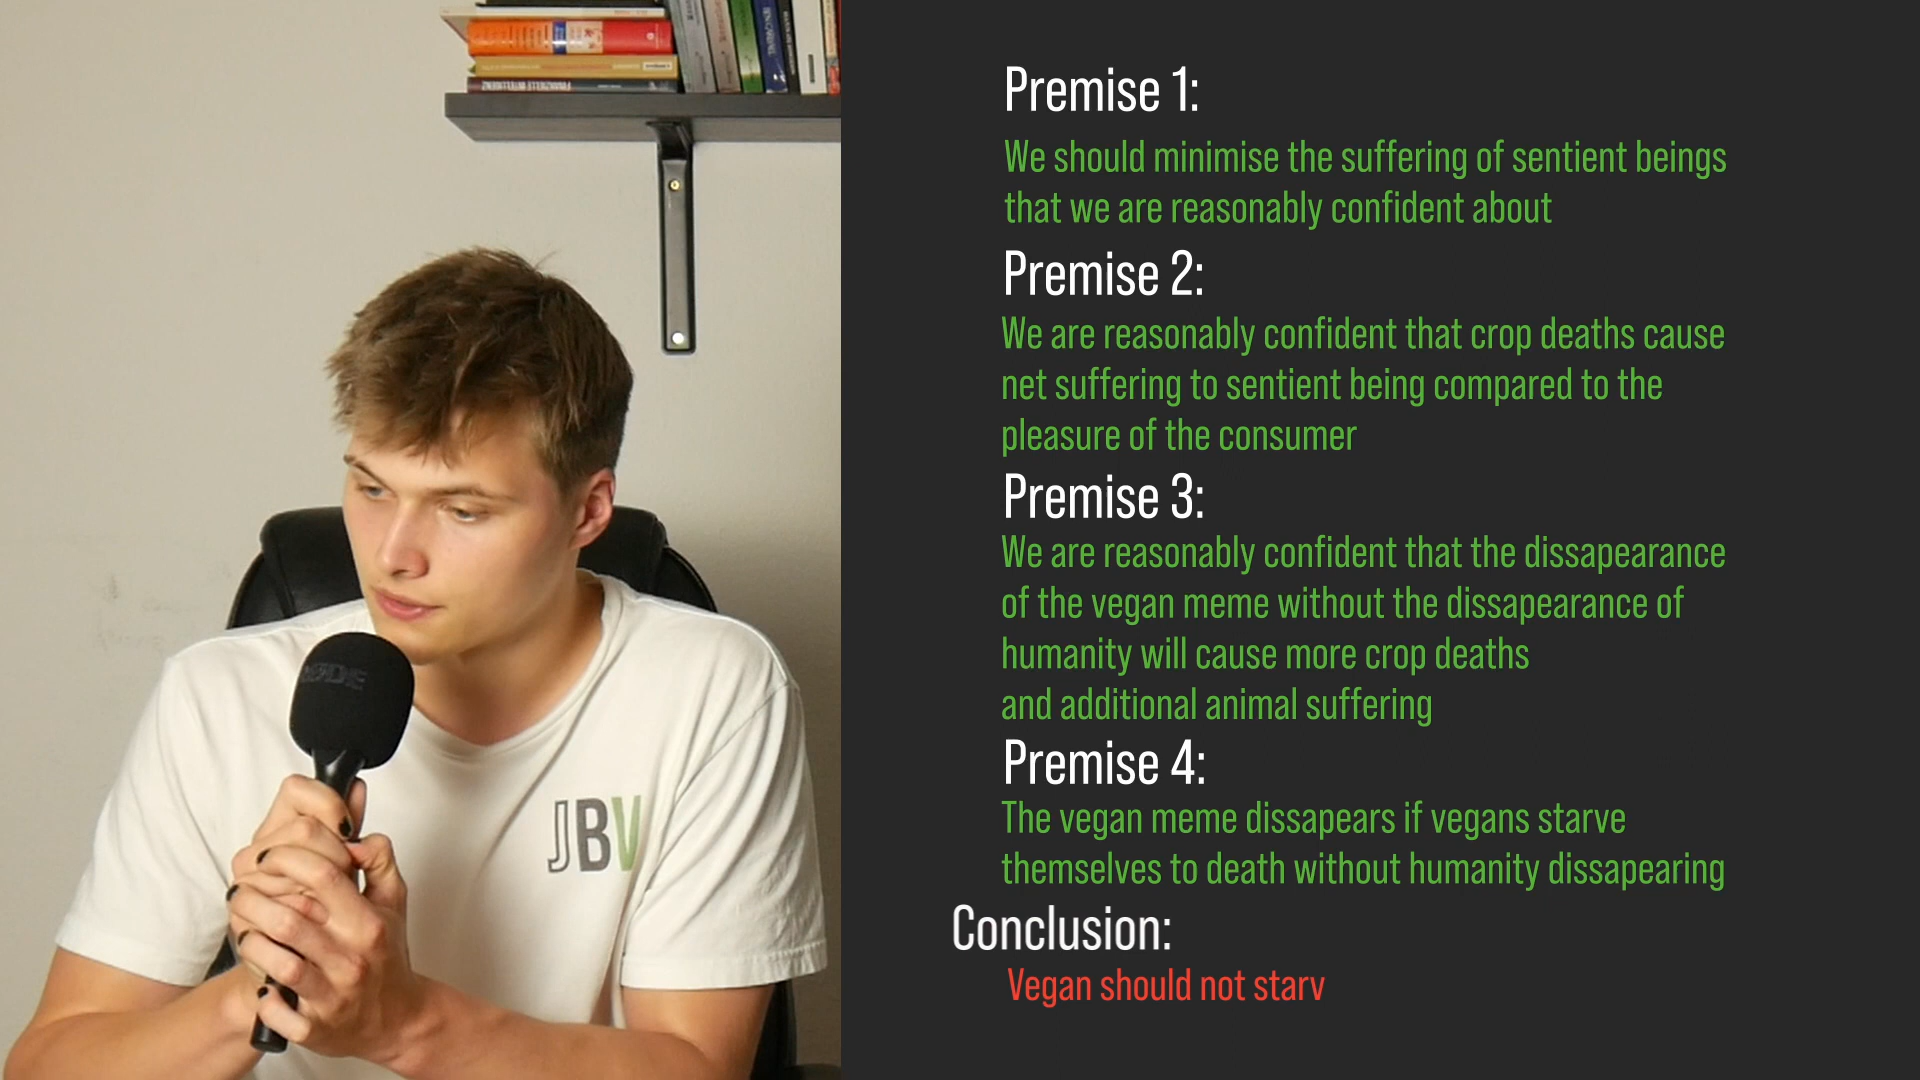 Premise 1:
We should minimise the suffering of sentient beings
that we are reasonably confident about
Premise 2:
We are reasonably confident that crop deaths cause
net suffering to sentient being compared to the
pleasure of the consumer
Premise 3:
We are reasonably confident that the dissapearance
of the vegan meme without the dissapearance of
humanity will cause more crop deaths
and additional animal suffering
Premise 4:
The vegan meme dissapears if vegans starve
themselves to death without humanity dissapearing
Conclusion:
Vegan should not starv
RØDE
JBV